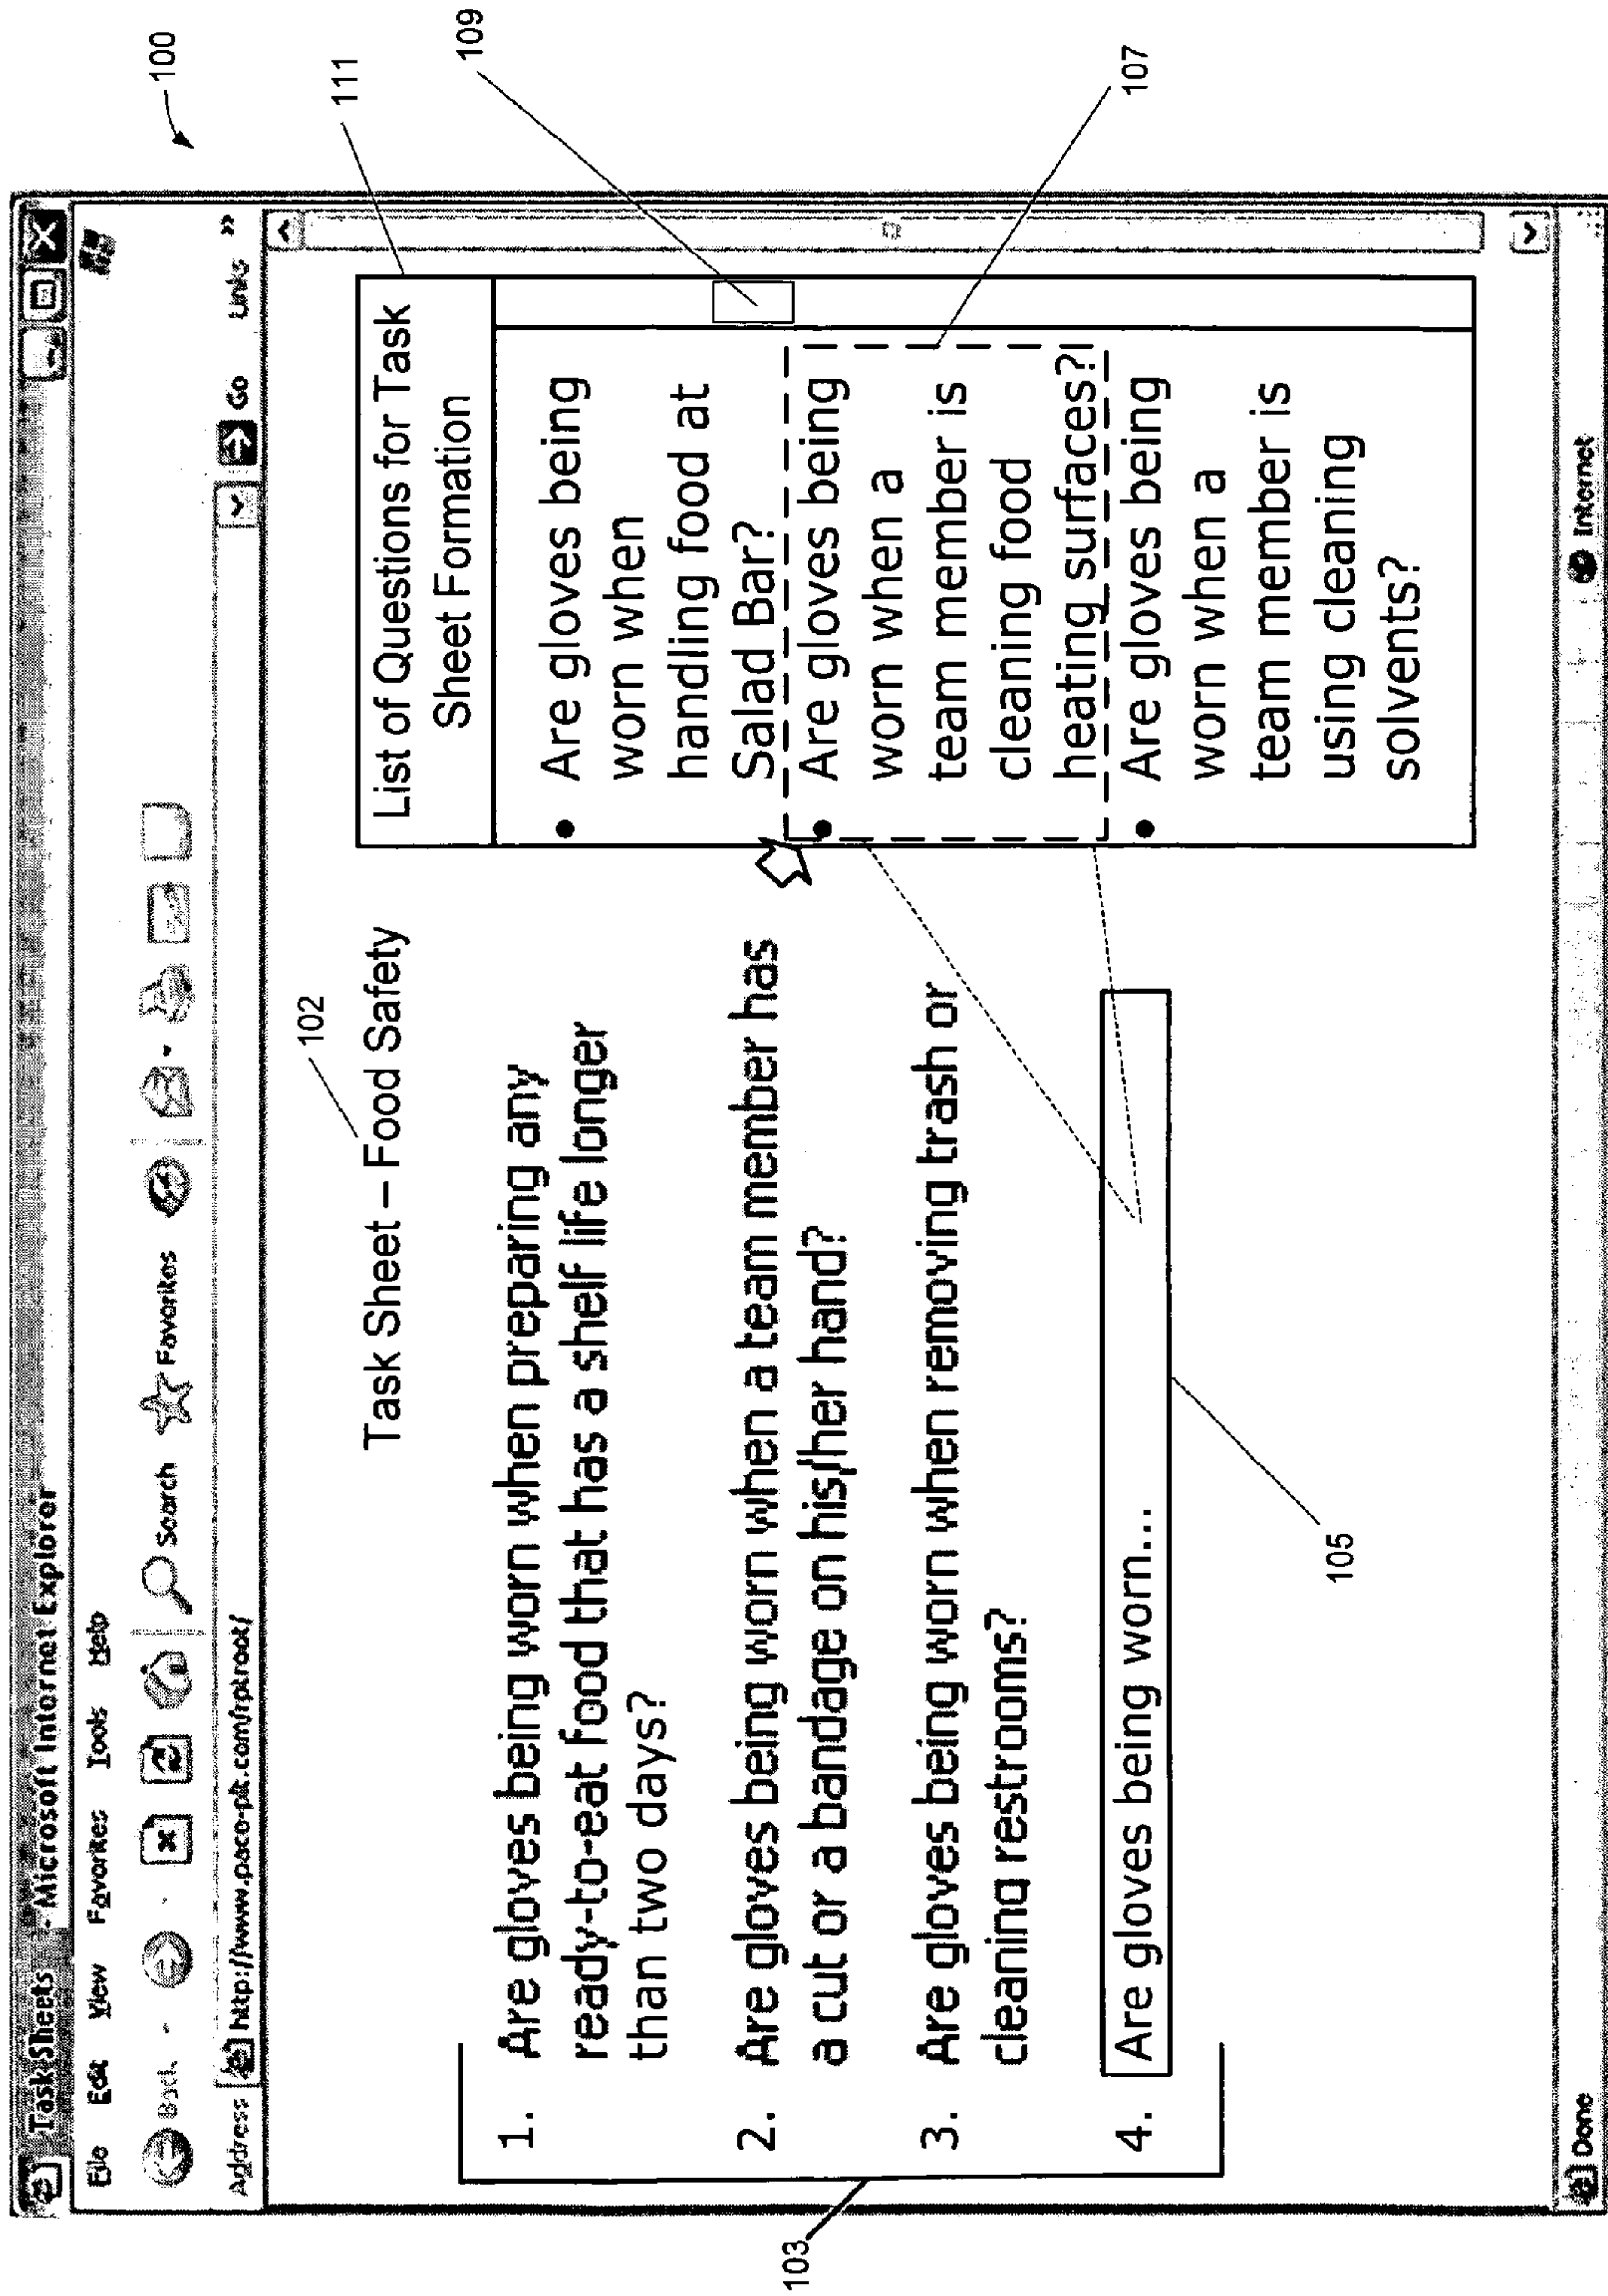 Task Sheets - Microsoft Internet Explorer
File Edit View Favorites Tools Help
Back Search Favorites
Address http://www.paco-plt.com/rptroot/ Go Links »
100
102
111
109
Task Sheet – Food Safety
103
1. Are gloves being worn when preparing any
ready-to-eat food that has a shelf life longer
than two days?
2. Are gloves being worn when a team member has
a cut or a bandage on his/her hand?
3. Are gloves being worn when removing trash or
cleaning restrooms?
4. Are gloves being worn...
105
List of Questions for Task
Sheet Formation
• Are gloves being
worn when
handling food at
Salad Bar?
• Are gloves being
worn when a
team member is
cleaning food
heating surfaces?
• Are gloves being
worn when a
team member is
using cleaning
solvents?
107
Done
Internet